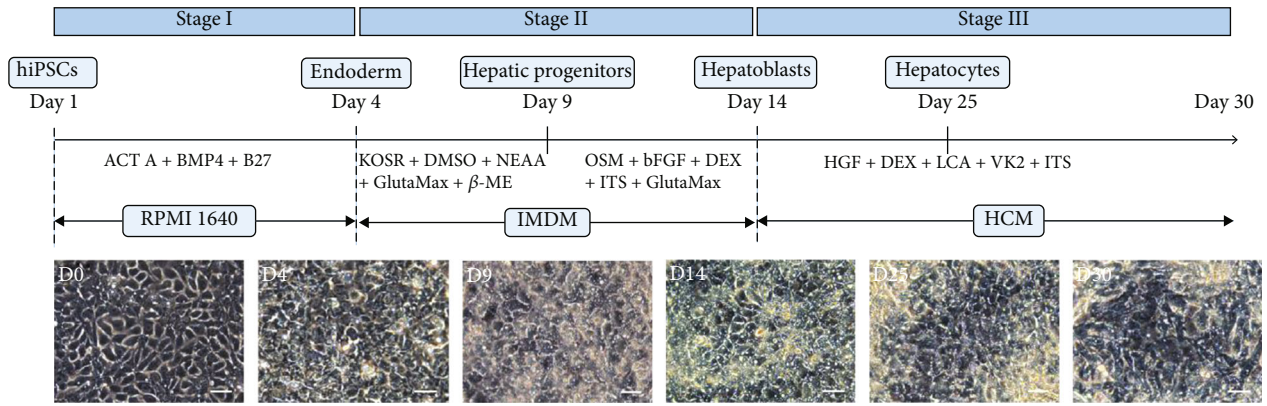 Stage I
Stage II
Stage III
hiPSCs
Endoderm
Hepatic progenitors
Hepatoblasts
Hepatocytes
Day 1
Day 4
Day 9
Day 14
Day 25
Day 30
ACT A + BMP4 + B27
KOSR + DMSO + NEAA
+ GlutaMax + β-ME
OSM + bFGF + DEX
+ ITS + GlutaMax
HGF + DEX + LCA + VK2 + ITS
RPMI 1640
IMDM
HCM
D0
D4
D9
D14
D25
D30